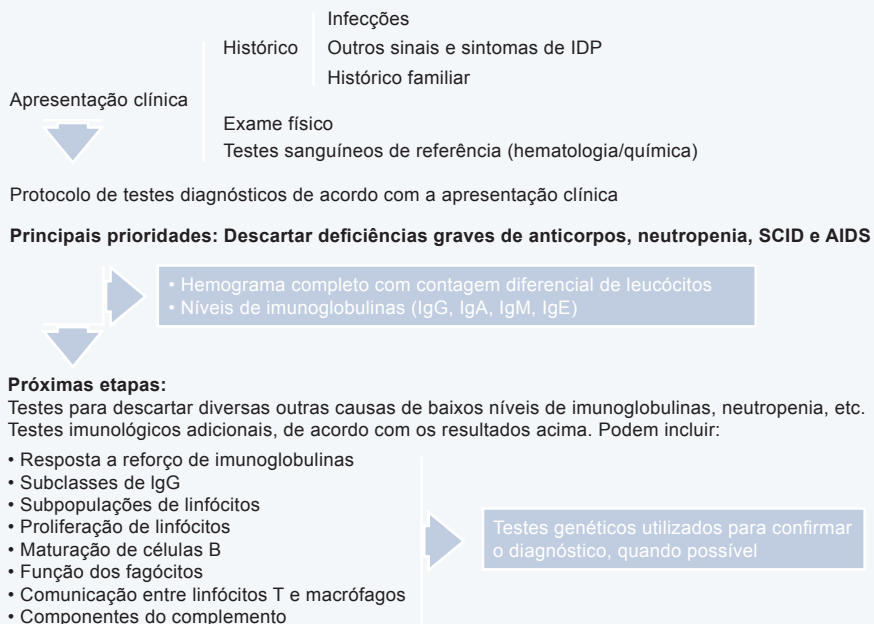 Infecções
Histórico
Outros sinais e sintomas de IDP
Histórico familiar
Apresentação clínica
Exame físico
Testes sanguíneos de referência (hematologia/química)
Protocolo de testes diagnósticos de acordo com a apresentação clínica
Principais prioridades: Descartar deficiências graves de anticorpos, neutropenia, SCID e AIDS
• Hemograma completo com contagem diferencial de leucócitos
• Níveis de imunoglobulinas (IgG, IgA, IgM, IgE)
Próximas etapas:
Testes para descartar diversas outras causas de baixos níveis de imunoglobulinas, neutropenia, etc.
Testes imunológicos adicionais, de acordo com os resultados acima. Podem incluir:
• Resposta a reforço de imunoglobulinas
• Subclasses de IgG
• Subpopulações de linfócitos
• Proliferação de linfócitos
• Maturação de células B
• Função dos fagócitos
• Comunicação entre linfócitos T e macrófagos
• Componentes do complemento
Testes genéticos utilizados para confirmar
o diagnóstico, quando possível